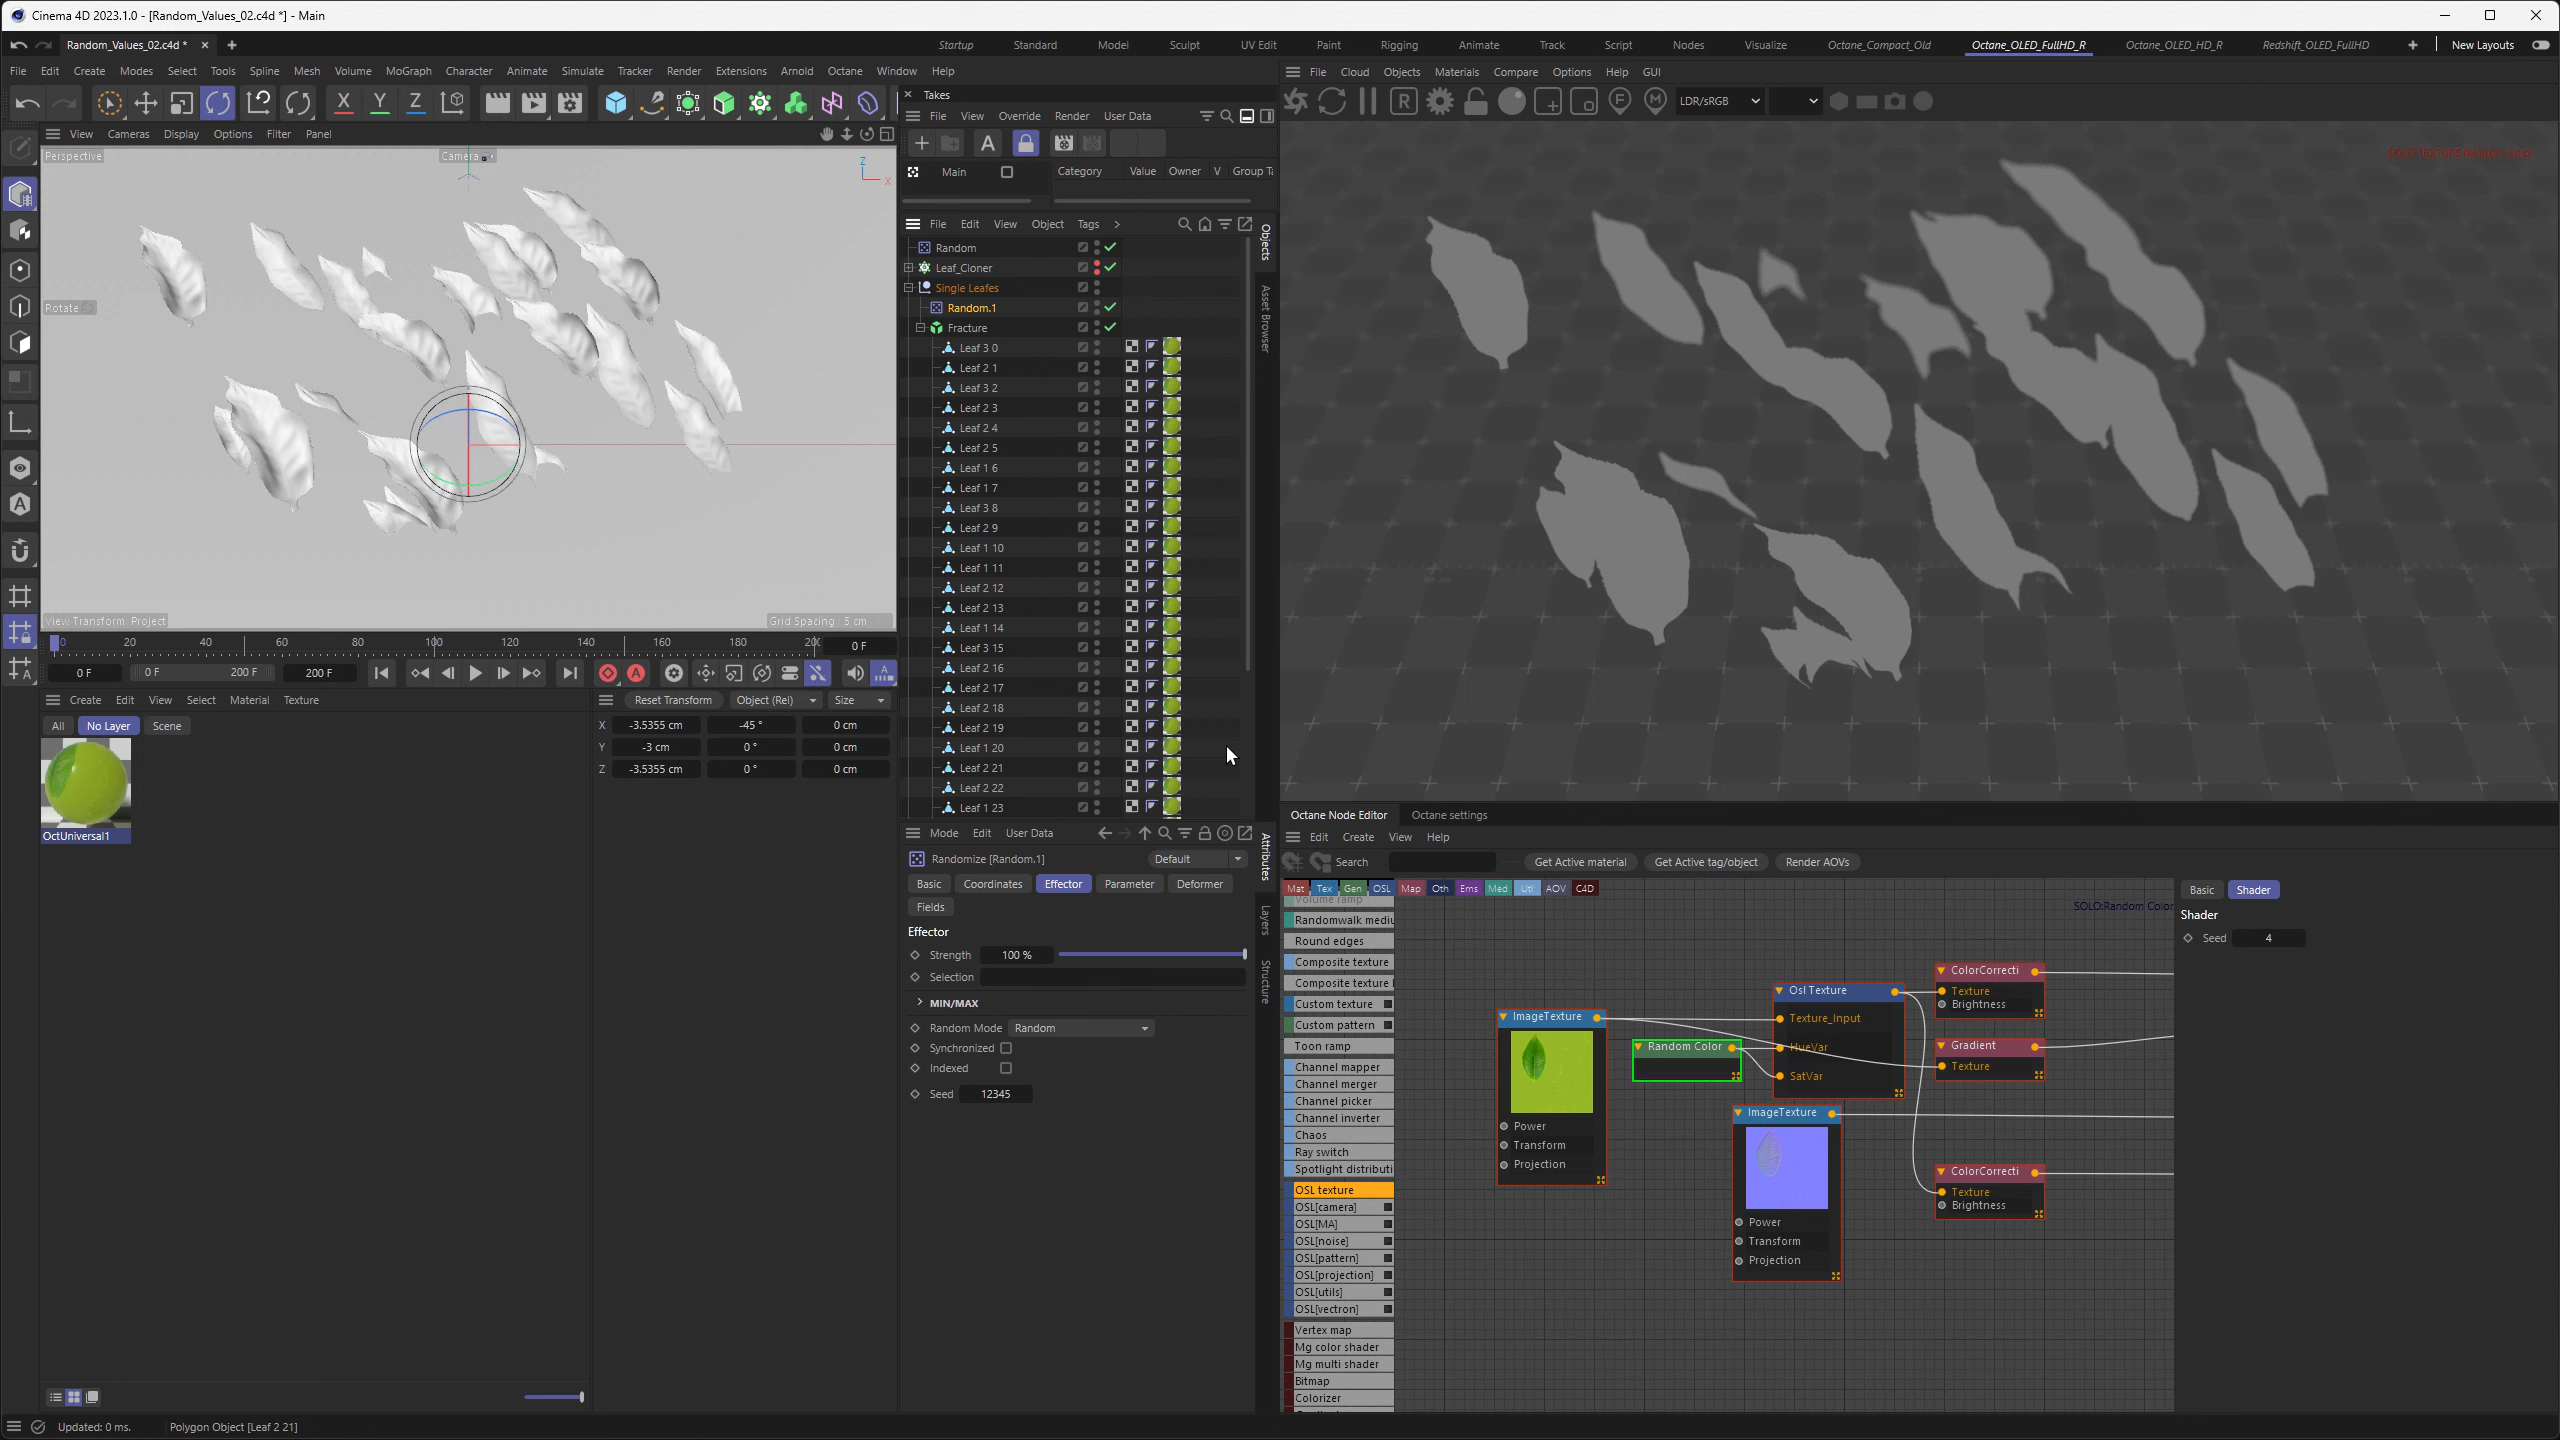 Cinema 4D 2023.1.0 - [Random_Values_02.c4d *] - Main
Random_Values_02.c4d *
Startup Standard Model Sculpt UV Edit Paint Rigging Animate Track Script Nodes Visualize Octane_Compact_Old Octane_OLED_FullHD_R Octane_OLED_HD_R Redshift_OLED_FullHD New Layouts
File Edit Create Modes Select Tools Spline Mesh Volume MoGraph Character Animate Simulate Tracker Render Extensions Arnold Octane Window Help
File Cloud Objects Materials Compare Options Help GUI
LDR/sRGB
Takes
File View Override Render User Data
Main Category Value Owner V Group Ta
View Cameras Display Options Filter Panel
Perspective
Camera
Z
X
Rotate
View Transform: Project
Grid Spacing : 5 cm
0 20 40 60 80 100 120 140 160 180 20
0 F
0 F 0 F 200 F 200 F
File Edit View Object Tags
Objects
Asset Browser
Random
Leaf_Cloner
Single Leafes
Random.1
Fracture
Leaf 3 0
Leaf 2 1
Leaf 3 2
Leaf 2 3
Leaf 2 4
Leaf 2 5
Leaf 1 6
Leaf 1 7
Leaf 3 8
Leaf 2 9
Leaf 1 10
Leaf 1 11
Leaf 2 12
Leaf 2 13
Leaf 1 14
Leaf 3 15
Leaf 2 16
Leaf 2 17
Leaf 2 18
Leaf 2 19
Leaf 1 20
Leaf 2 21
Leaf 2 22
Leaf 1 23
Create Edit View Select Material Texture
All No Layer Scene
OctUniversal1
Reset Transform Object (Rel) Size
X -3.5355 cm -45 ° 0 cm
Y -3 cm 0 ° 0 cm
Z -3.5355 cm 0 ° 0 cm
Mode Edit User Data
Attributes
Layers
Structure
Randomize [Random.1] Default
Basic Coordinates Effector Parameter Deformer
Fields
Effector
Strength 100 %
Selection
MIN/MAX
Random Mode Random
Synchronized
Indexed
Seed 12345
Octane Node Editor Octane settings
Edit Create View Help
Search Get Active material Get Active tag/object Render AOVs
Mat Tex Gen OSL Map Oth Ems Med Utl AOV C4D
Volume ramp
Randomwalk mediu
Round edges
Composite texture
Composite texture l
Custom texture
Custom pattern
Toon ramp
Channel mapper
Channel merger
Channel picker
Channel inverter
Chaos
Ray switch
Spotlight distributi
OSL texture
OSL[camera]
OSL[MA]
OSL[noise]
OSL[pattern]
OSL[projection]
OSL[utils]
OSL[vectron]
Vertex map
Mg color shader
Mg multi shader
Bitmap
Colorizer
SOLO:Random Color
ImageTexture
Power
Transform
Projection
Random Color
Osl Texture
Texture_Input
HueVar
SatVar
ImageTexture
Power
Transform
Projection
ColorCorrecti
Texture
Brightness
Gradient
Texture
ColorCorrecti
Texture
Brightness
Basic Shader
Shader
Seed 4
Updated: 0 ms. Polygon Object [Leaf 2 21]